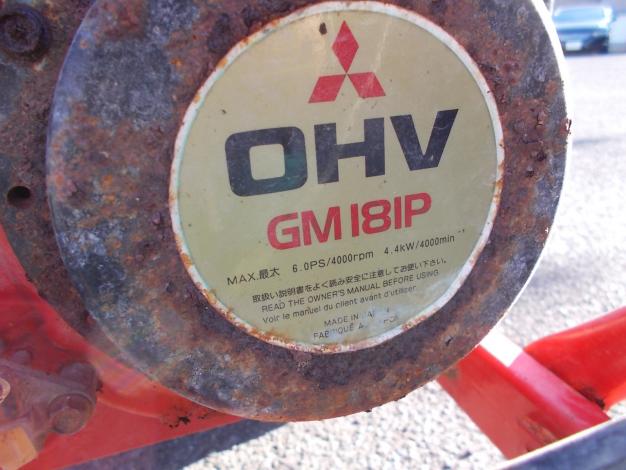 OHV
GM181P
MAX.最大 6.0PS/4000rpm 4.4kW/4000min⁻¹
取扱い説明書をよく読み安全に注意してお使い下さい。
READ THE OWNER'S MANUAL BEFORE USING.
Voir le manuel du client avant d'utilizer.
MADE IN